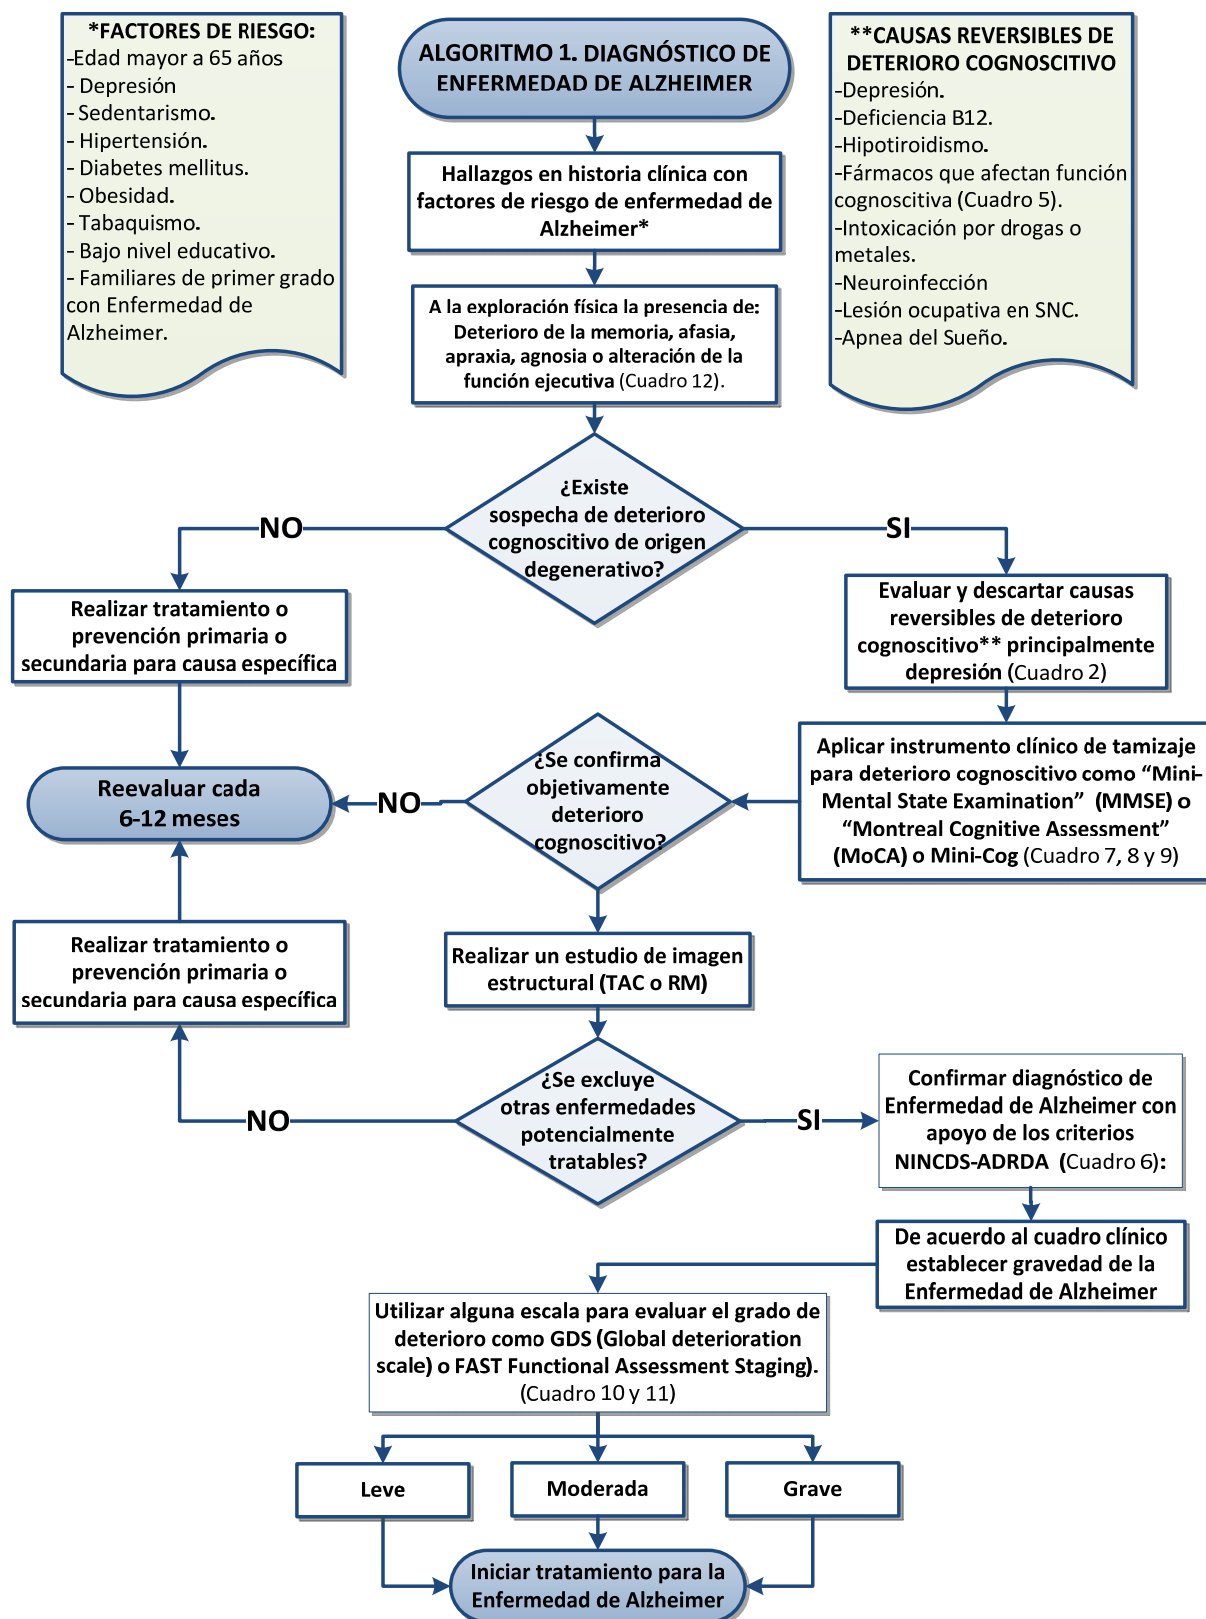 *FACTORES DE RIESGO:
-Edad mayor a 65 años
- Depresión
- Sedentarismo.
- Hipertensión.
- Diabetes mellitus.
- Obesidad.
- Tabaquismo.
- Bajo nivel educativo.
- Familiares de primer grado
con Enfermedad de
Alzheimer.
ALGORITMO 1. DIAGNÓSTICO DE
ENFERMEDAD DE ALZHEIMER
**CAUSAS REVERSIBLES DE
DETERIORO COGNOSCITIVO
-Depresión.
-Deficiencia B12.
-Hipotiroidismo.
-Fármacos que afectan función
cognoscitiva (Cuadro 5).
-Intoxicación por drogas o
metales.
-Neuroinfección
-Lesión ocupativa en SNC.
-Apnea del Sueño.
Hallazgos en historia clínica con
factores de riesgo de enfermedad de
Alzheimer*
A la exploración física la presencia de:
Deterioro de la memoria, afasia,
apraxia, agnosia o alteración de la
función ejecutiva (Cuadro 12).
¿Existe
sospecha de deterioro
cognoscitivo de origen
degenerativo?
NO
SI
Realizar tratamiento o
prevención primaria o
secundaria para causa específica
Evaluar y descartar causas
reversibles de deterioro
cognoscitivo** principalmente
depresión (Cuadro 2)
Aplicar instrumento clínico de tamizaje
para deterioro cognoscitivo como “Mini-
Mental State Examination” (MMSE) o
“Montreal Cognitive Assessment”
(MoCA) o Mini-Cog (Cuadro 7, 8 y 9)
¿Se confirma
objetivamente
deterioro
cognoscitivo?
NO
Reevaluar cada
6-12 meses
Realizar tratamiento o
prevención primaria o
secundaria para causa específica
Realizar un estudio de imagen
estructural (TAC o RM)
¿Se excluye
otras enfermedades
potencialmente
tratables?
NO
SI
Confirmar diagnóstico de
Enfermedad de Alzheimer con
apoyo de los criterios
NINCDS-ADRDA (Cuadro 6):
De acuerdo al cuadro clínico
establecer gravedad de la
Enfermedad de Alzheimer
Utilizar alguna escala para evaluar el grado de
deterioro como GDS (Global deterioration
scale) o FAST Functional Assessment Staging).
(Cuadro 10 y 11)
Leve
Moderada
Grave
Iniciar tratamiento para la
Enfermedad de Alzheimer